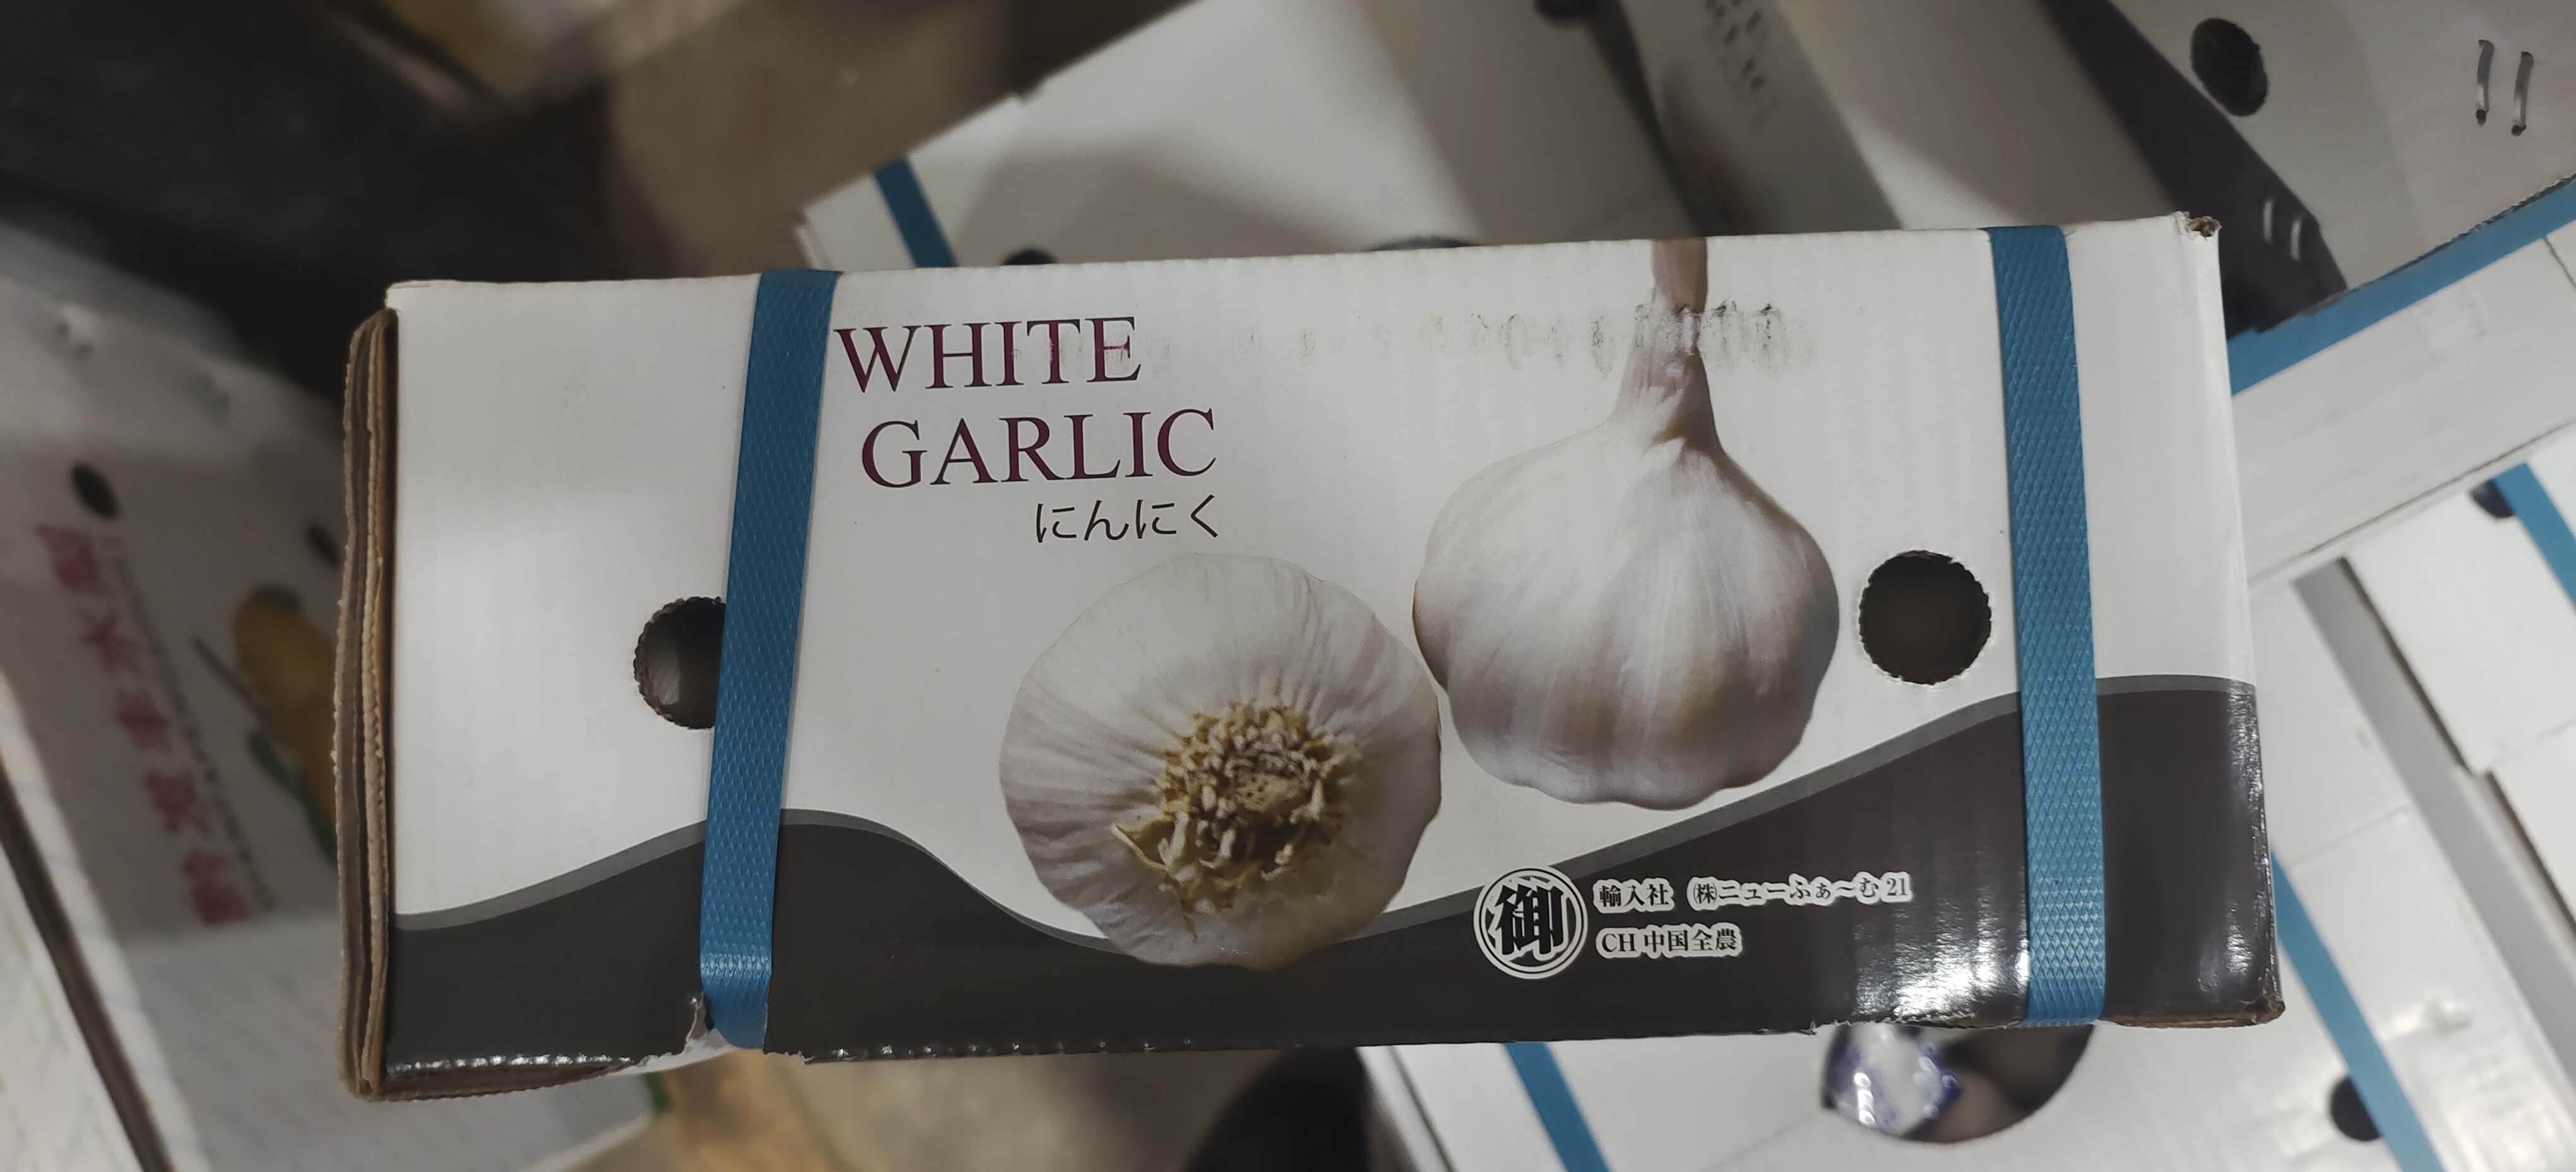 WHITE
GARLIC
にんにく
御
輸入社 ㈱ニューふぁ〜む21
CH 中国全農